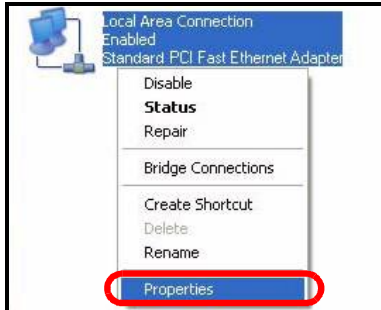 Local Area Connection
Enabled
Standard PCI Fast Ethernet Adapter
Disable
Status
Repair
Bridge Connections
Create Shortcut
Delete
Rename
Properties